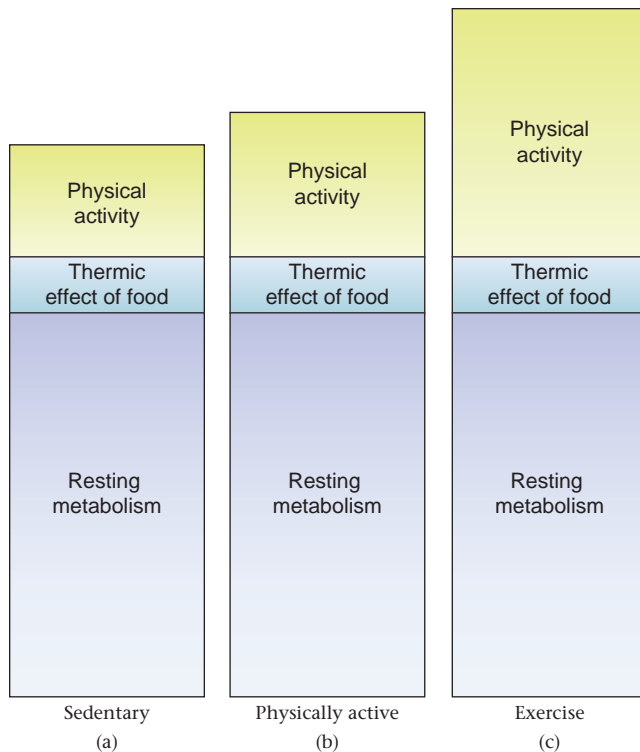 Physical
activity
Thermic
effect of food
Resting
metabolism
Sedentary
(a)
Physical
activity
Thermic
effect of food
Resting
metabolism
Physically active
(b)
Physical
activity
Thermic
effect of food
Resting
metabolism
Exercise
(c)